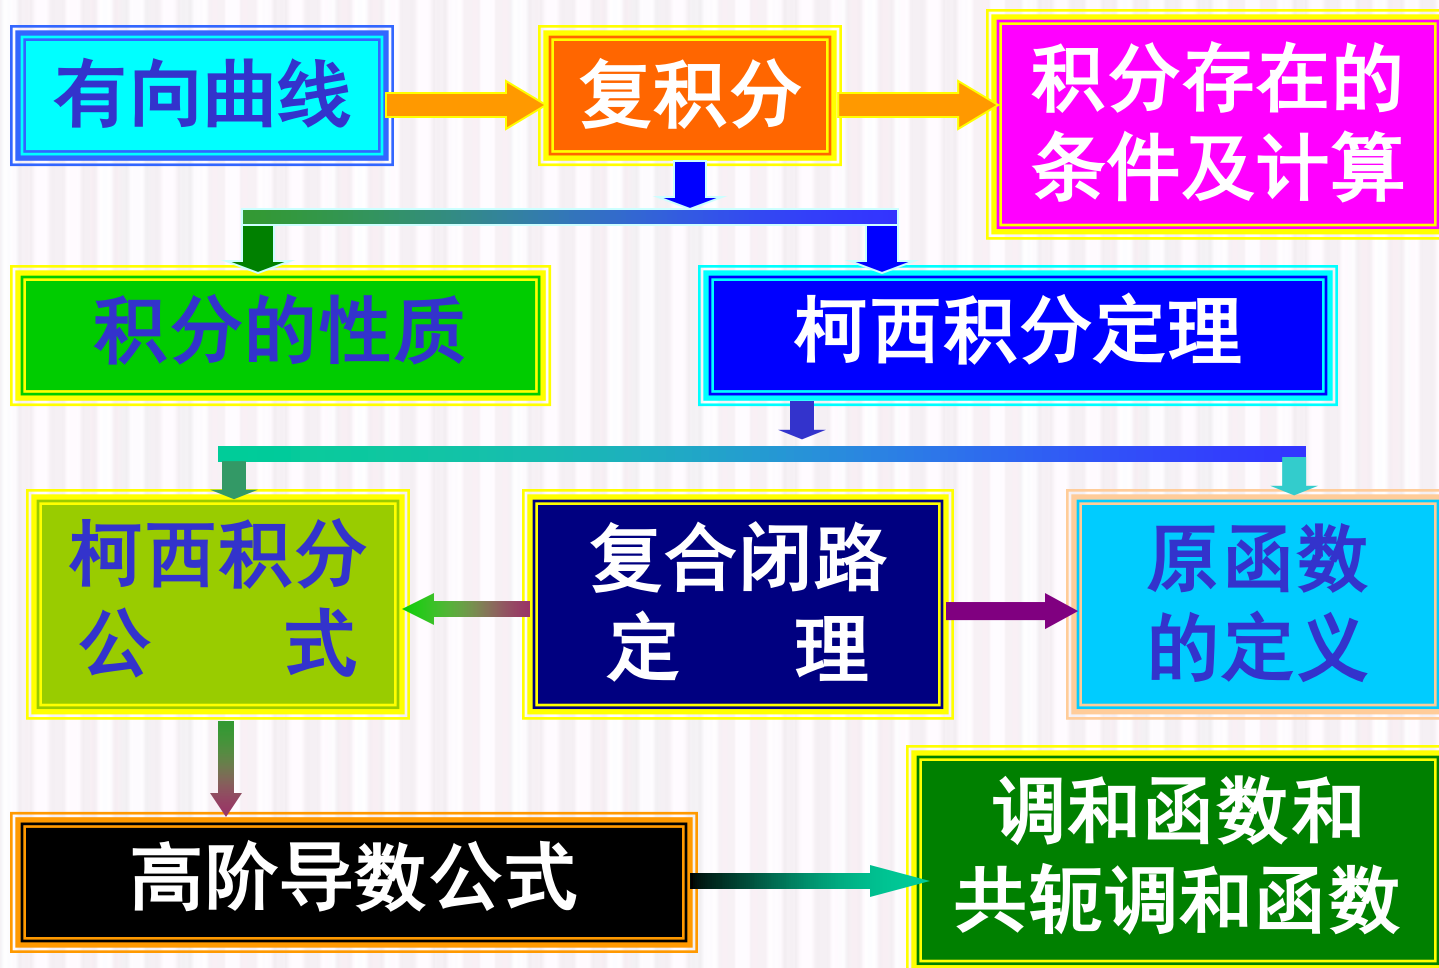 有向曲线
复积分
积分存在的
条件及计算
积分的性质
柯西积分定理
柯西积分
公 式
复合闭路
定 理
原函数
的定义
高阶导数公式
调和函数和
共轭调和函数